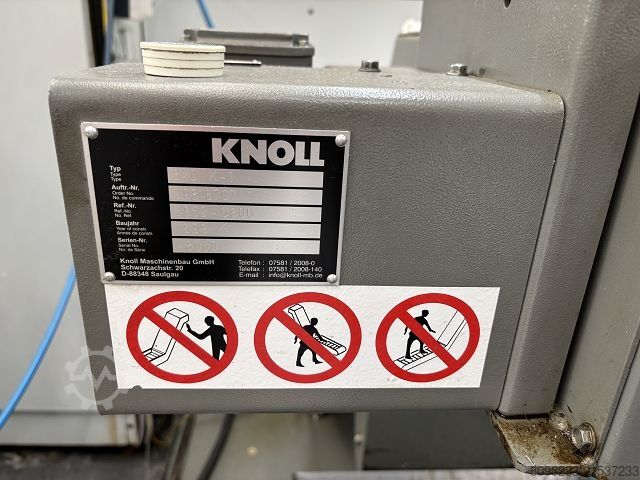 KNOLL
Typ
Type
Type
Auftr.-Nr.
Order No.
No. de commande
Ref.-Nr.
Ref.-No.
No. Ref.
Baujahr
Year of constr.
Année de constr.
Serien-Nr.
Serial No.
No. de Série
Knoll Maschinenbau GmbH
Schwarzachstr. 20
D-88348 Saulgau
Telefon : 07581 / 2008-0
Telefax : 07581 / 2008-140
E-mail : info@knoll-mb.de